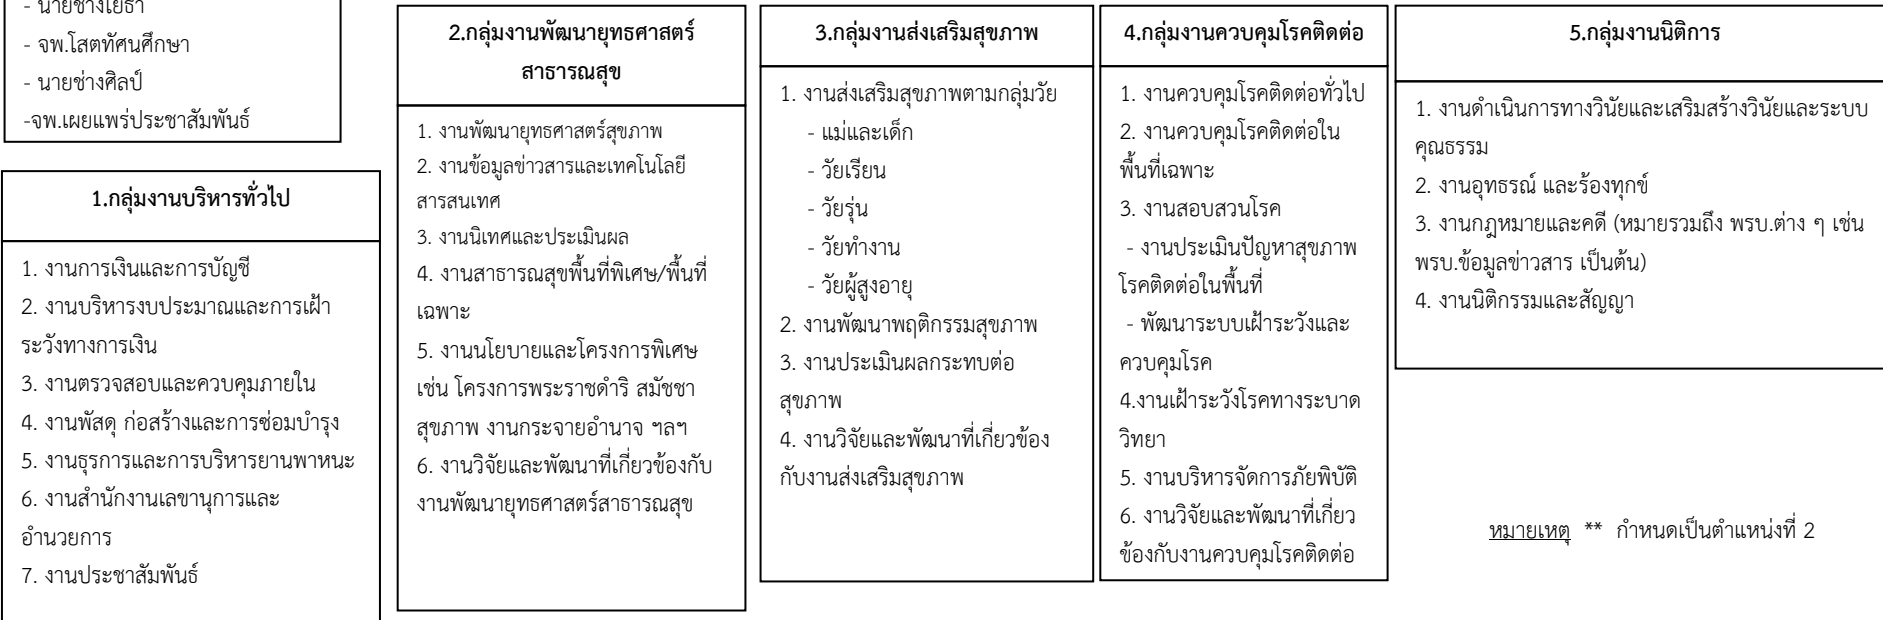 - นายช่างโยธา
- จพ.โสตทัศนศึกษา
- นายช่างศิลป์
-จพ.เผยแพร่ประชาสัมพันธ์
1.กลุ่มงานบริหารทั่วไป
1. งานการเงินและการบัญชี
2. งานบริหารงบประมาณและการเฝ้า
ระวังทางการเงิน
3. งานตรวจสอบและควบคุมภายใน
4. งานพัสดุ ก่อสร้างและการซ่อมบำรุง
5. งานธุรการและการบริหารยานพาหนะ
6. งานสำนักงานเลขานุการและ
อำนวยการ
7. งานประชาสัมพันธ์
2.กลุ่มงานพัฒนายุทธศาสตร์
สาธารณสุข
1. งานพัฒนายุทธศาสตร์สุขภาพ
2. งานข้อมูลข่าวสารและเทคโนโลยี
สารสนเทศ
3. งานนิเทศและประเมินผล
4. งานสาธารณสุขพื้นที่พิเศษ/พื้นที่
เฉพาะ
5. งานนโยบายและโครงการพิเศษ
เช่น โครงการพระราชดำริ สมัชชา
สุขภาพ งานกระจายอำนาจ ฯลฯ
6. งานวิจัยและพัฒนาที่เกี่ยวข้องกับ
งานพัฒนายุทธศาสตร์สาธารณสุข
3.กลุ่มงานส่งเสริมสุขภาพ
1. งานส่งเสริมสุขภาพตามกลุ่มวัย
- แม่และเด็ก
- วัยเรียน
- วัยรุ่น
- วัยทำงาน
- วัยผู้สูงอายุ
2. งานพัฒนาพฤติกรรมสุขภาพ
3. งานประเมินผลกระทบต่อ
สุขภาพ
4. งานวิจัยและพัฒนาที่เกี่ยวข้อง
กับงานส่งเสริมสุขภาพ
4.กลุ่มงานควบคุมโรคติดต่อ
1. งานควบคุมโรคติดต่อทั่วไป
2. งานควบคุมโรคติดต่อใน
พื้นที่เฉพาะ
3. งานสอบสวนโรค
- งานประเมินปัญหาสุขภาพ
โรคติดต่อในพื้นที่
- พัฒนาระบบเฝ้าระวังและ
ควบคุมโรค
4.งานเฝ้าระวังโรคทางระบาด
วิทยา
5. งานบริหารจัดการภัยพิบัติ
6. งานวิจัยและพัฒนาที่เกี่ยว
ข้องกับงานควบคุมโรคติดต่อ
5.กลุ่มงานนิติการ
1. งานดำเนินการทางวินัยและเสริมสร้างวินัยและระบบ
คุณธรรม
2. งานอุทธรณ์ และร้องทุกข์
3. งานกฎหมายและคดี (หมายรวมถึง พรบ.ต่าง ๆ เช่น
พรบ.ข้อมูลข่าวสาร เป็นต้น)
4. งานนิติกรรมและสัญญา
หมายเหตุ ** กำหนดเป็นตำแหน่งที่ 2